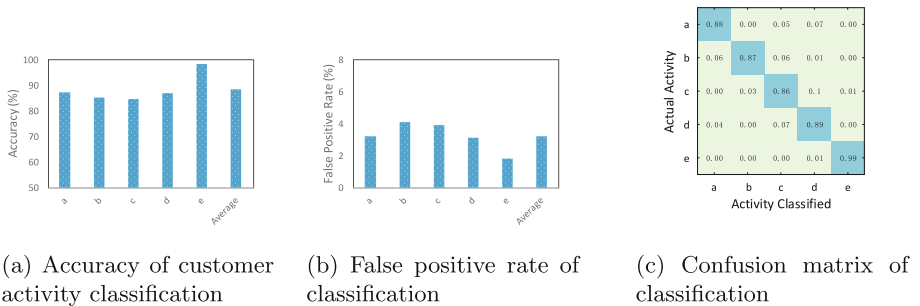 100
90
80
70
60
50
Accuracy (%)
a b c d e Average
8
6
4
2
0
False Positive Rate (%)
a b c d e Average
Actual Activity
a 0.88 0.00 0.05 0.07 0.00
b 0.06 0.87 0.06 0.01 0.00
c 0.00 0.03 0.86 0.1 0.01
d 0.04 0.00 0.07 0.89 0.00
e 0.00 0.00 0.00 0.01 0.99
a b c d e
Activity Classified
(a) Accuracy of customer
activity classification
(b) False positive rate of
classification
(c) Confusion matrix of
classification